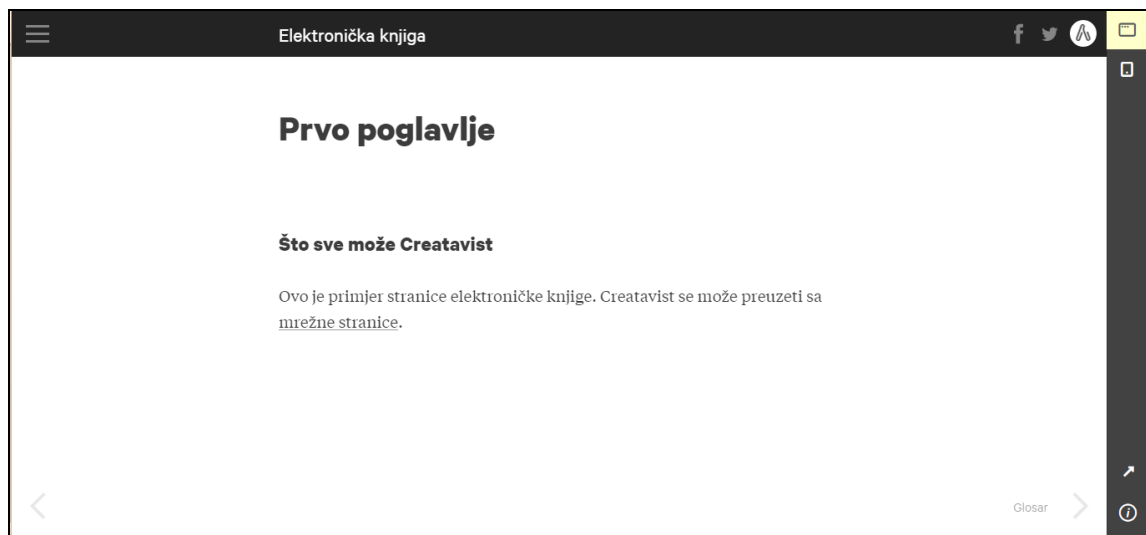 Elektronička knjiga
Prvo poglavlje
Što sve može Creatavist
Ovo je primjer stranice elektroničke knjige. Creatavist se može preuzeti sa
mrežne stranice.
Glosar